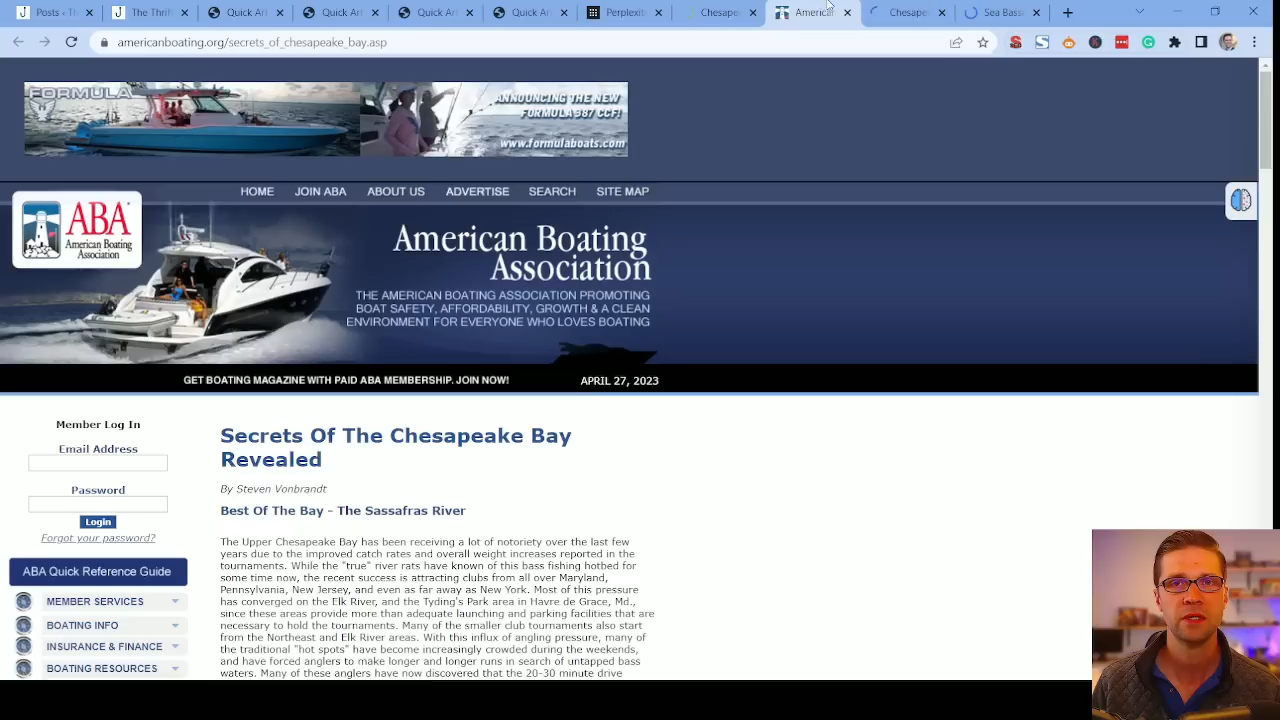 Posts ‹ Th
Quick Art
Quick Art
Quick Art
Perplexit
Chesape
America
Chesape
Sea Bass
americanboating.org/secrets_of_chesapeake_bay.asp
FORMULA
ANNOUNCING THE NEW
FORMULA 387 CCF!
www.formulaboats.com
HOME JOIN ABA ABOUT US ADVERTISE SEARCH SITE MAP
ABA
American Boating
Association
American Boating
Association
THE AMERICAN BOATING ASSOCIATION PROMOTING
BOAT SAFETY, AFFORDABILITY, GROWTH & A CLEAN
ENVIRONMENT FOR EVERYONE WHO LOVES BOATING
GET BOATING MAGAZINE WITH PAID ABA MEMBERSHIP. JOIN NOW! APRIL 27, 2023
Member Log In
Email Address
Password
Login
Forgot your password?
ABA Quick Reference Guide
MEMBER SERVICES
BOATING INFO
INSURANCE & FINANCE
BOATING RESOURCES
Secrets Of The Chesapeake Bay
Revealed
By Steven Vonbrandt
Best Of The Bay - The Sassafras River
The Upper Chesapeake Bay has been receiving a lot of notoriety over the last few
years due to the improved catch rates and overall weight increases reported in the
tournaments. While the "true" river rats have known of this bass fishing hotbed for
some time now, the recent success is attracting clubs from all over Maryland,
Pennsylvania, New Jersey, and even as far away as New York. Most of this pressure
has converged on the Elk River, and the Tyding's Park area in Havre de Grace, Md.,
since these areas provide more than adequate launching and parking facilities that are
necessary to hold the tournaments. Many of the smaller club tournaments also start
from the Northeast and Elk River areas. With this influx of angling pressure, many of
the traditional "hot spots" have become increasingly crowded during the weekends,
and have forced anglers to make longer and longer runs in search of untapped bass
waters. Many of these anglers have now discovered that the 20-30 minute drive